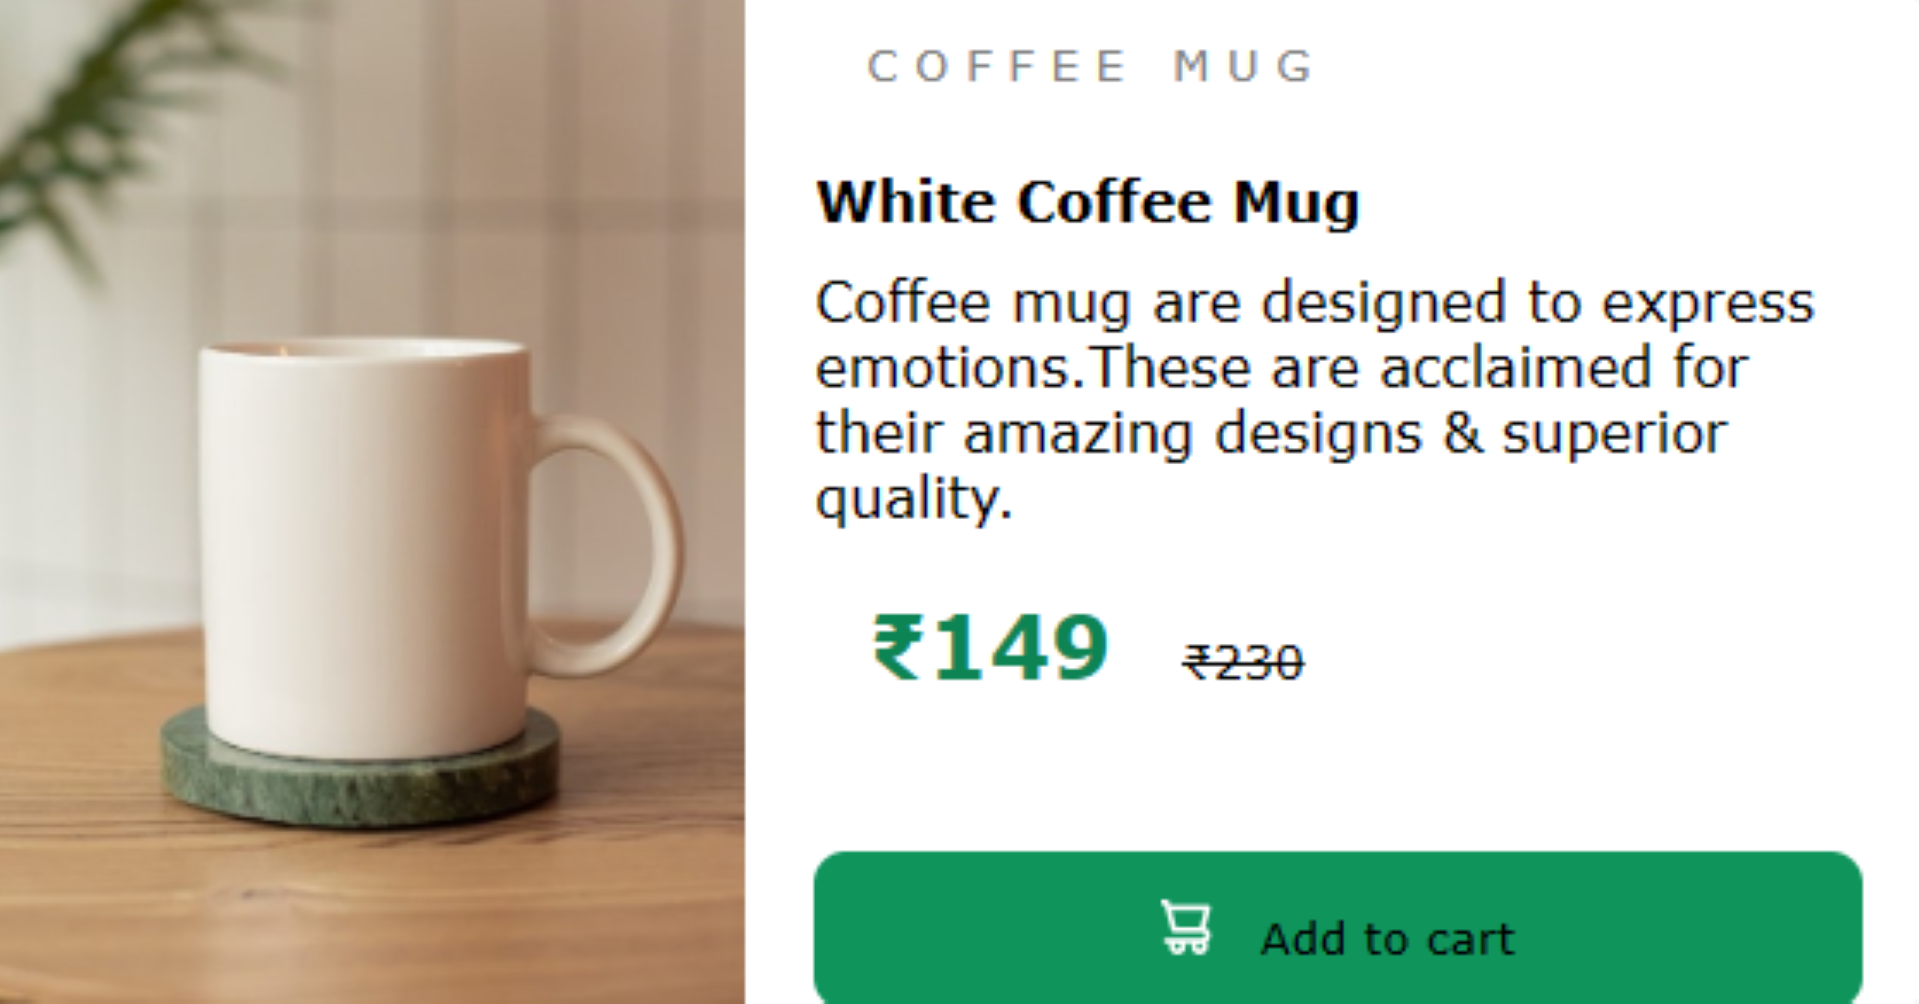 COFFEE MUG
White Coffee Mug
Coffee mug are designed to express
emotions.These are acclaimed for
their amazing designs & superior
quality.
₹149 ₹230
Add to cart